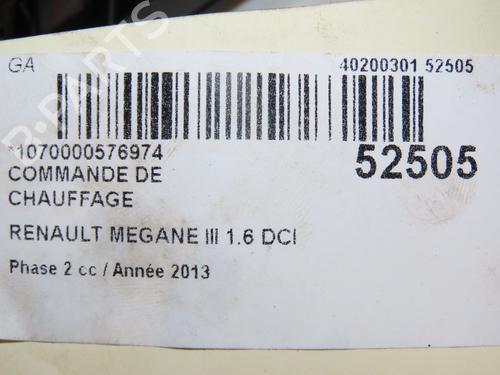 GA 40200301 52505
*1070000576974 52505
COMMANDE DE
CHAUFFAGE
RENAULT MEGANE III 1.6 DCI
Phase 2 cc / Année 2013
B-PARTS